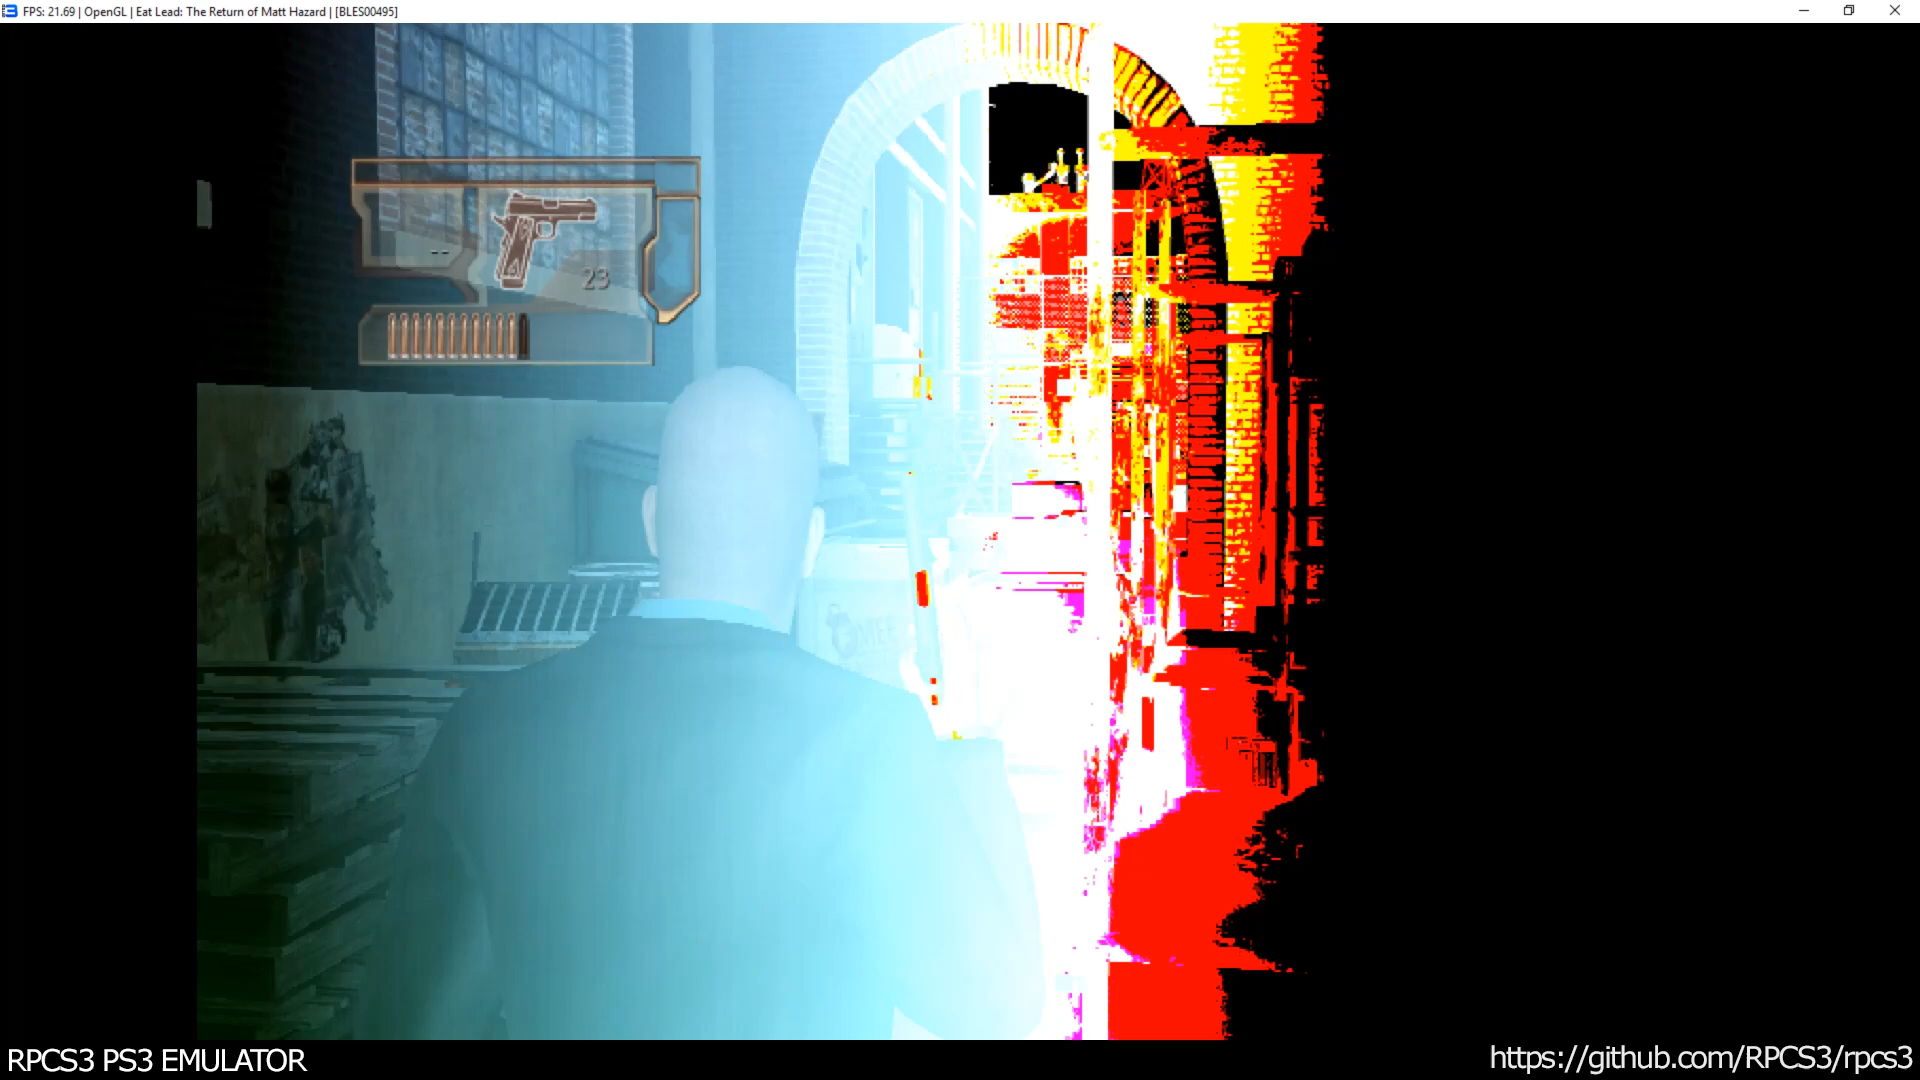 FPS: 21.69 | OpenGL | Eat Lead: The Return of Matt Hazard | [BLES00495]
--
23
RPCS3 PS3 EMULATOR
https://github.com/RPCS3/rpcs3